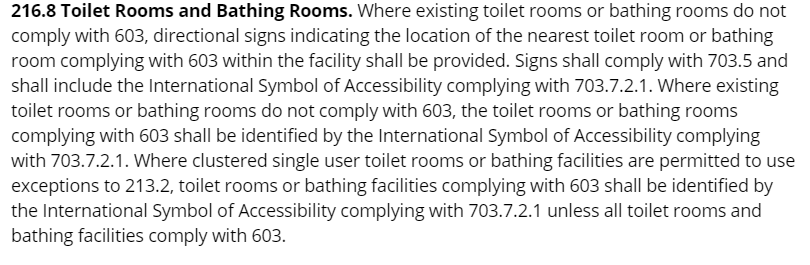 216.8 Toilet Rooms and Bathing Rooms. Where existing toilet rooms or bathing rooms do not
comply with 603, directional signs indicating the location of the nearest toilet room or bathing
room complying with 603 within the facility shall be provided. Signs shall comply with 703.5 and
shall include the International Symbol of Accessibility complying with 703.7.2.1. Where existing
toilet rooms or bathing rooms do not comply with 603, the toilet rooms or bathing rooms
complying with 603 shall be identified by the International Symbol of Accessibility complying
with 703.7.2.1. Where clustered single user toilet rooms or bathing facilities are permitted to use
exceptions to 213.2, toilet rooms or bathing facilities complying with 603 shall be identified by
the International Symbol of Accessibility complying with 703.7.2.1 unless all toilet rooms and
bathing facilities comply with 603.